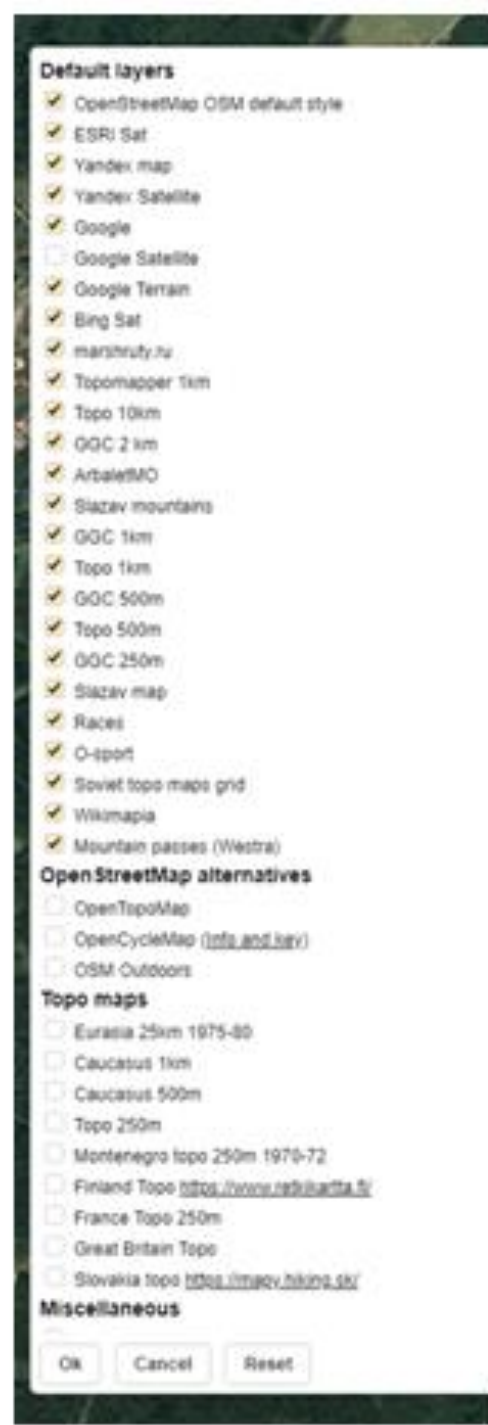 Default layers
OpenStreetMap OSM default style
ESRI Sat
Yandex map
Yandex Satellite
Google
Google Satellite
Google Terrain
Bing Sat
marshruty.ru
Topomapper 1km
Topo 10km
GGC 2 km
ArbaletMO
Slazav mountains
GGC 1km
Topo 1km
GGC 500m
Topo 500m
GGC 250m
Slazav map
Races
O-sport
Soviet topo maps grid
Wikimapia
Mountain passes (Westra)
OpenStreetMap alternatives
OpenTopoMap
OpenCycleMap (Info and key)
OSM Outdoors
Topo maps
Eurasia 25km 1975-80
Caucasus 1km
Caucasus 500m
Topo 250m
Montenegro topo 250m 1970-72
Finland Topo https://www.retkikartta.fi/
France Topo 250m
Great Britain Topo
Slovakia topo https://mapy.hiking.sk/
Miscellaneous
Ok Cancel Reset